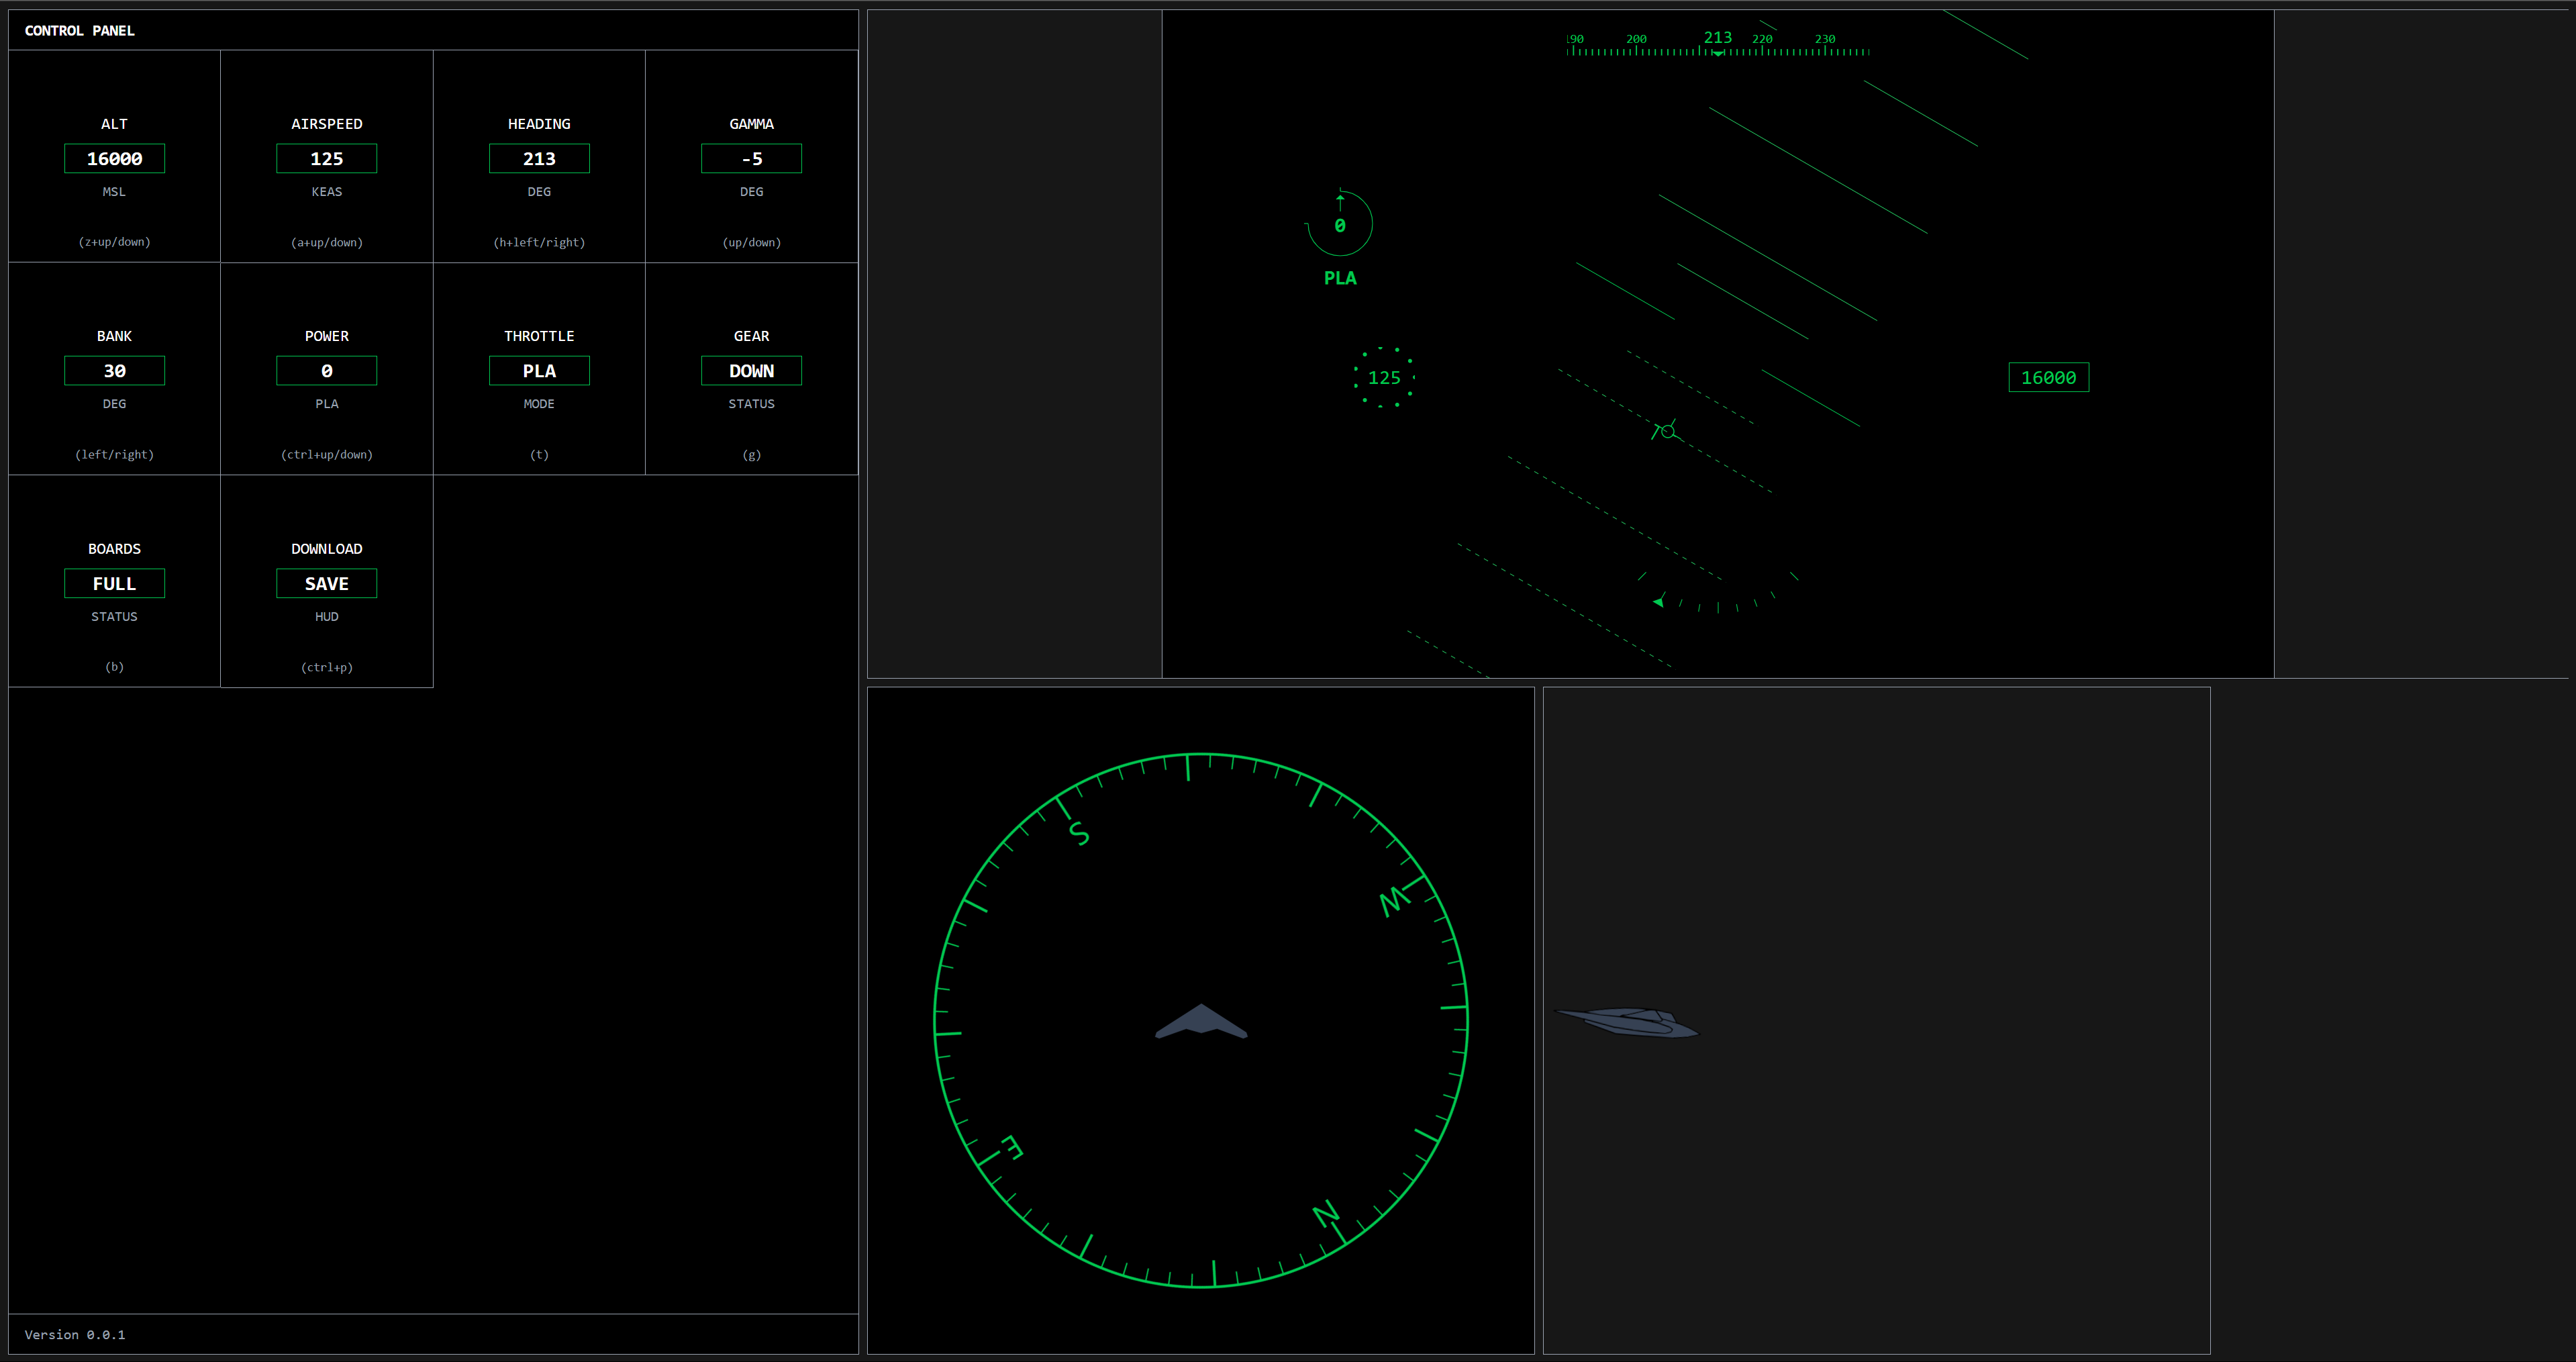 CONTROL PANEL
ALT AIRSPEED HEADING GAMMA
16000 125 213 -5
MSL KEAS DEG DEG
(z+up/down) (a+up/down) (h+left/right) (up/down)
BANK POWER THROTTLE GEAR
30 0 PLA DOWN
DEG PLA MODE STATUS
(left/right) (ctrl+up/down) (t) (g)
BOARDS DOWNLOAD
FULL SAVE
STATUS HUD
(b) (ctrl+p)
Version 0.0.1
190 200 213 220 230
0
PLA
125
16000
S
W
E
N